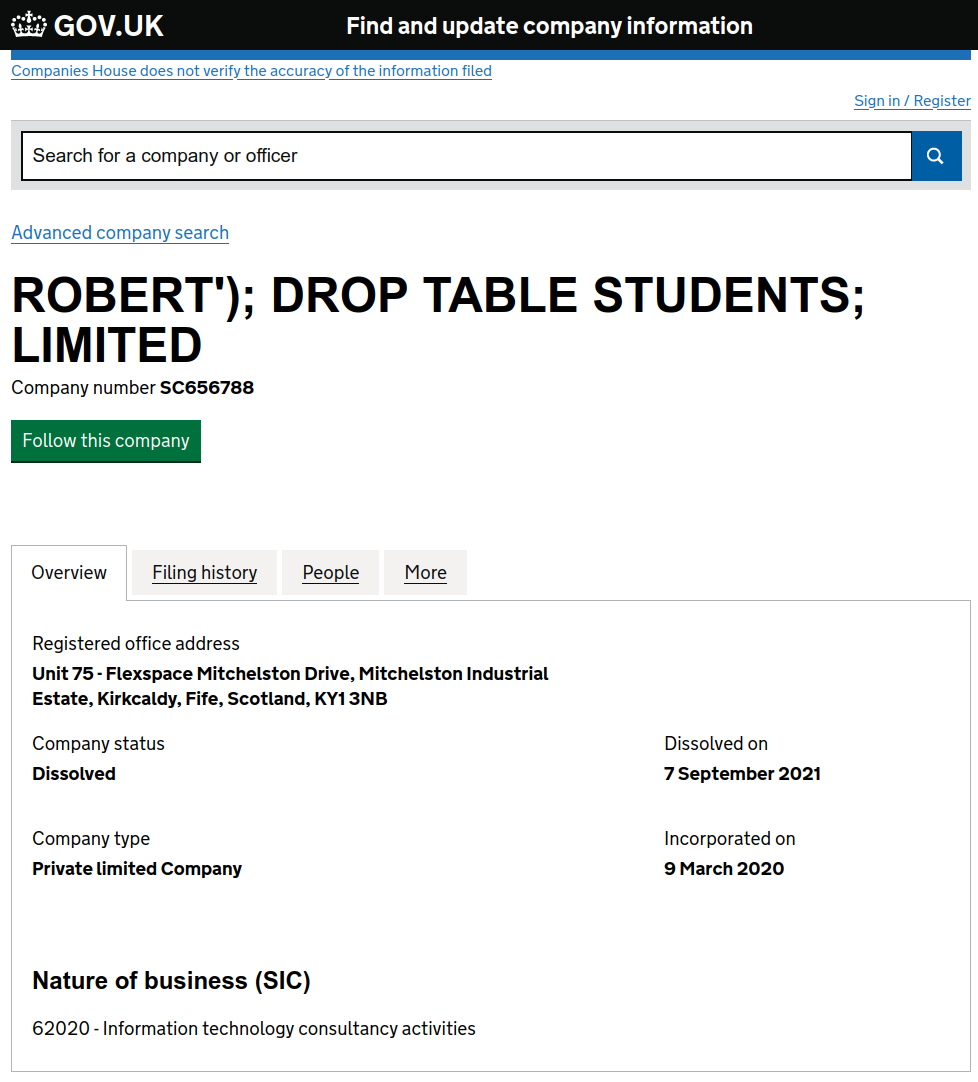 GOV.UK
Find and update company information
Companies House does not verify the accuracy of the information filed
Sign in / Register
Search for a company or officer
Advanced company search
ROBERT'); DROP TABLE STUDENTS;
LIMITED
Company number SC656788
Follow this company
Overview
Filing history
People
More
Registered office address
Unit 75 - Flexspace Mitchelston Drive, Mitchelston Industrial
Estate, Kirkcaldy, Fife, Scotland, KY1 3NB
Company status
Dissolved
Dissolved on
7 September 2021
Company type
Private limited Company
Incorporated on
9 March 2020
Nature of business (SIC)
62020 - Information technology consultancy activities